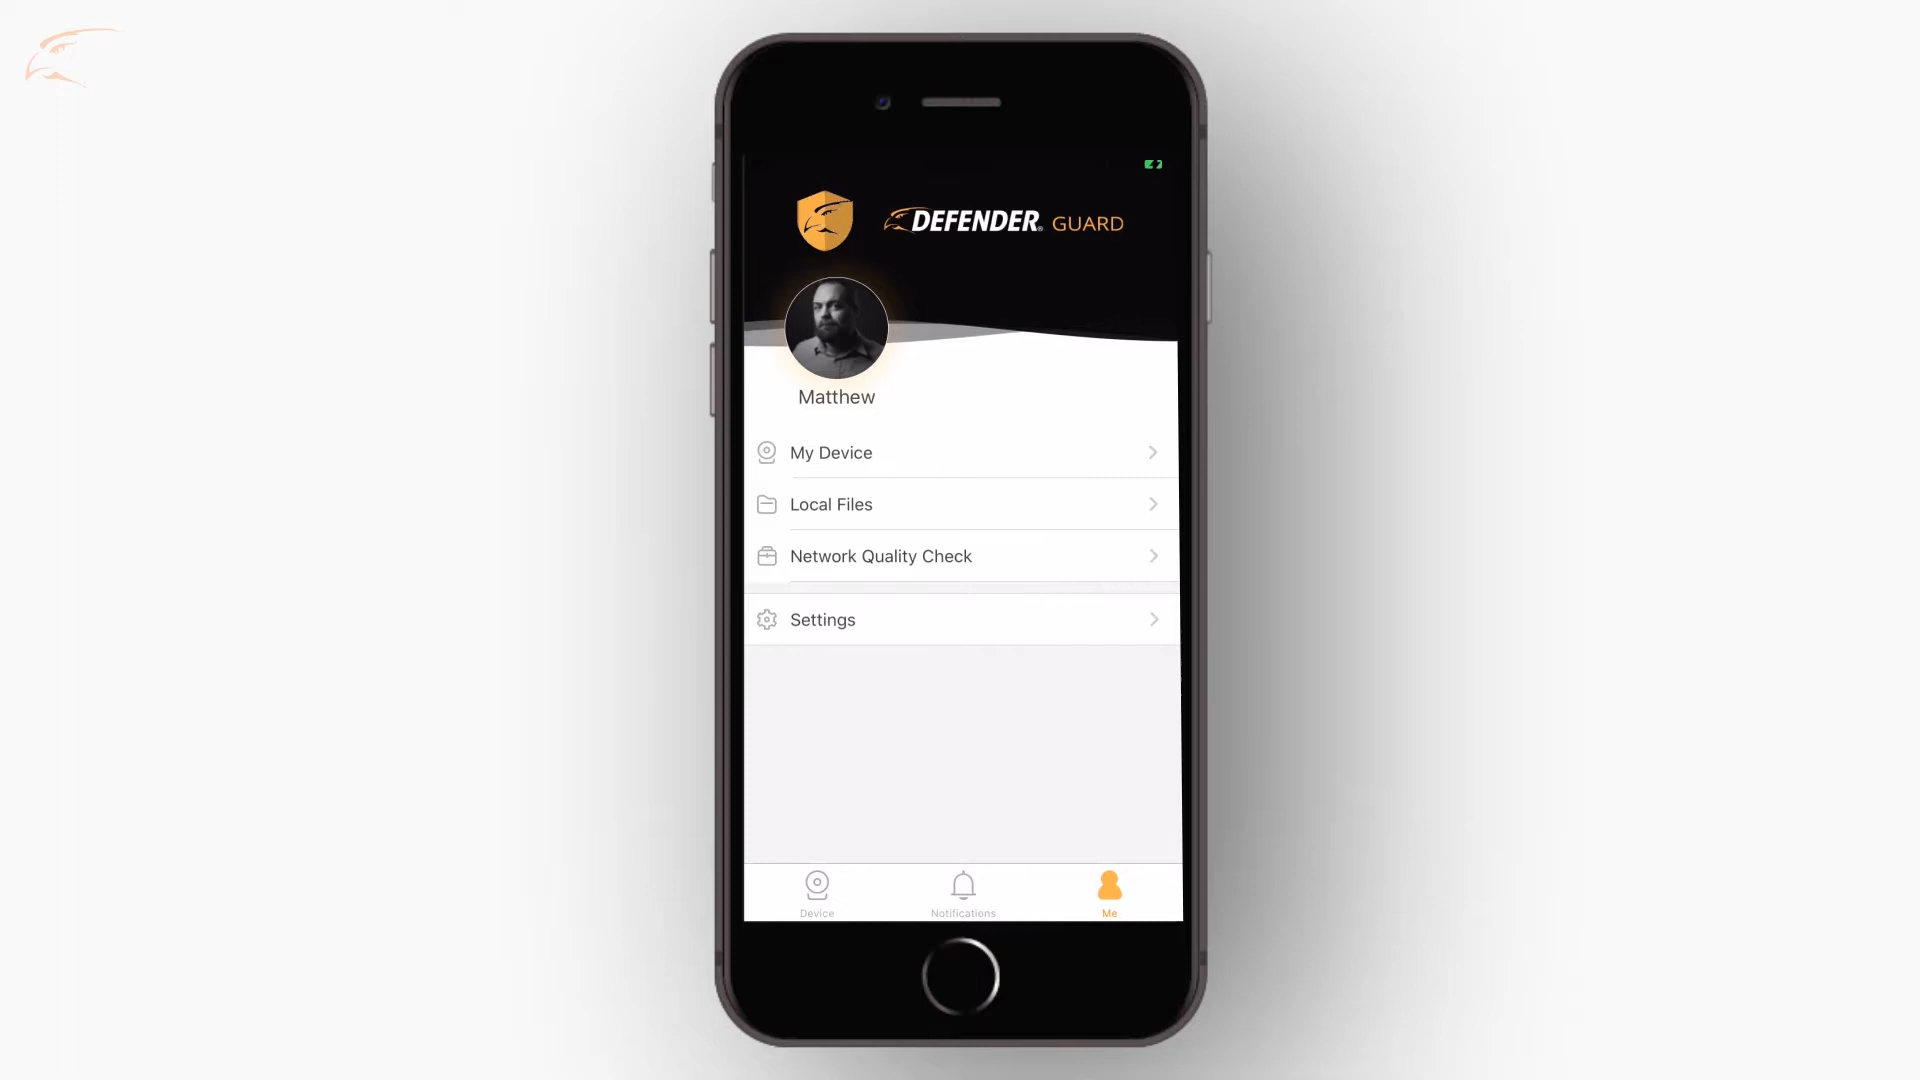 DEFENDER® GUARD
Matthew
My Device
Local Files
Network Quality Check
Settings
Device
Notifications
Me